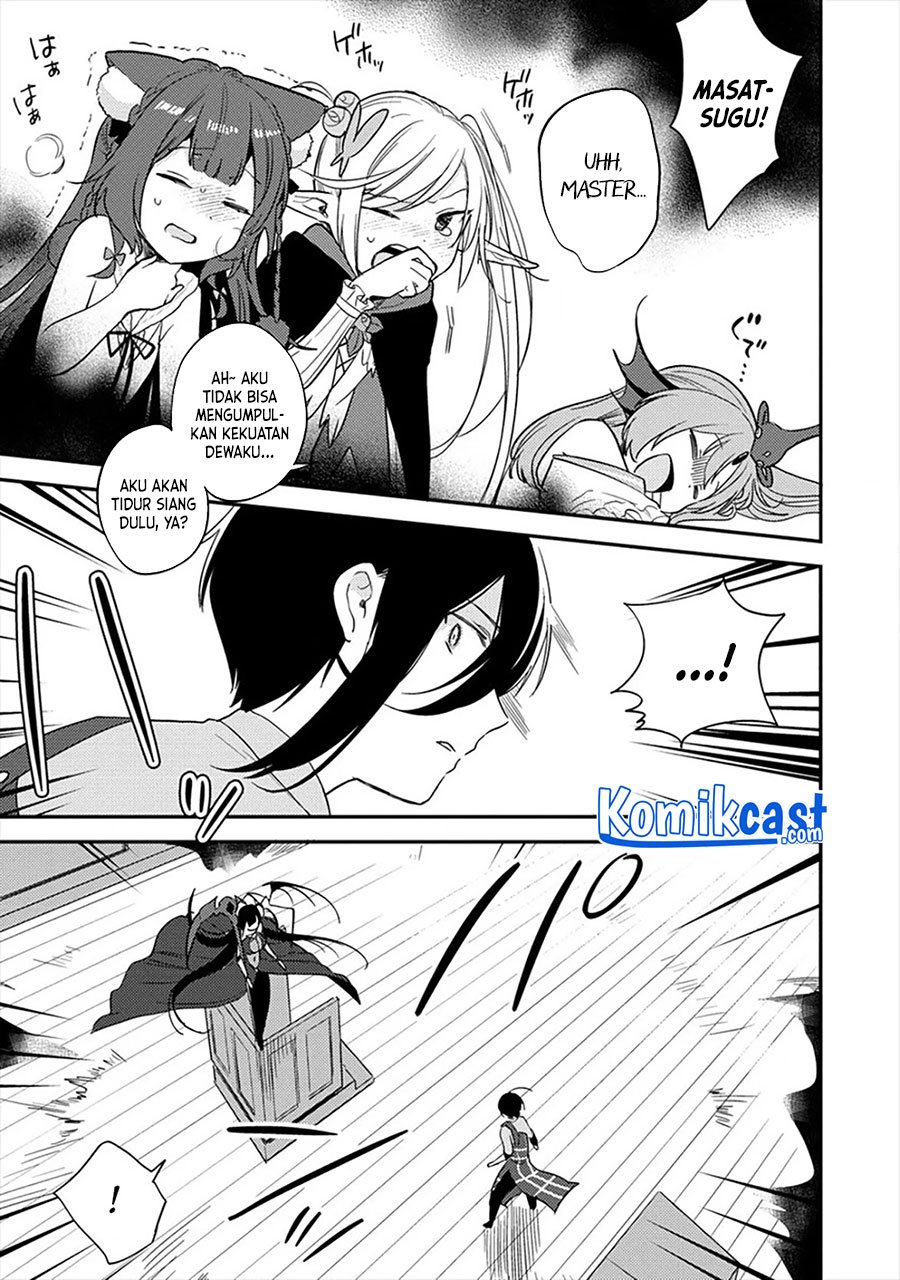 MASAT-
SUGU!
ゲホッ
ゲホッ
UHH,
MASTER...
はぁ
はぁ
ぐで
AH~ AKU
TIDAK BISA
MENGUMPUL-
KAN KEKUATAN
DEWAKU...
AKU AKAN
TIDUR SIANG
DULU, YA?
...!
Komikcast
.com
!